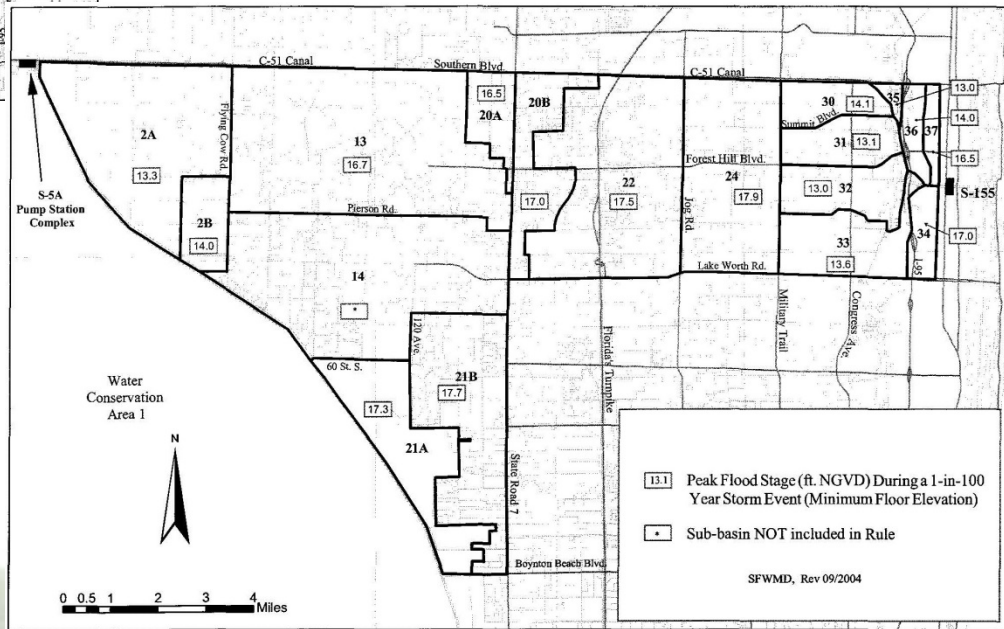 C-51 Canal
Southern Blvd.
C-51 Canal
13.0
35
30
14.1
14.0
16.5
20B
20A
Summit Blvd.
36
37
2A
Flying Cow Rd.
13
31
13.1
16.5
16.7
Forest Hill Blvd.
13.3
22
24
13.0
32
S-155
S-5A
Pump Station
Complex
17.0
17.5
17.9
2B
Pierson Rd.
Jog Rd.
34
17.0
14.0
33
14
Lake Worth Rd.
13.6
I-95
*
120 Ave.
Florida's Turnpike
Military Trail
Congress Ave.
60 St. S.
21B
Water
Conservation
Area 1
17.3
17.7
21A
N
State Road 7
13.1 Peak Flood Stage (ft. NGVD) During a 1-in-100
Year Storm Event (Minimum Floor Elevation)
* Sub-basin NOT included in Rule
Boynton Beach Blvd.
SFWMD, Rev 09/2004
0 0.5 1 2 3 4
Miles